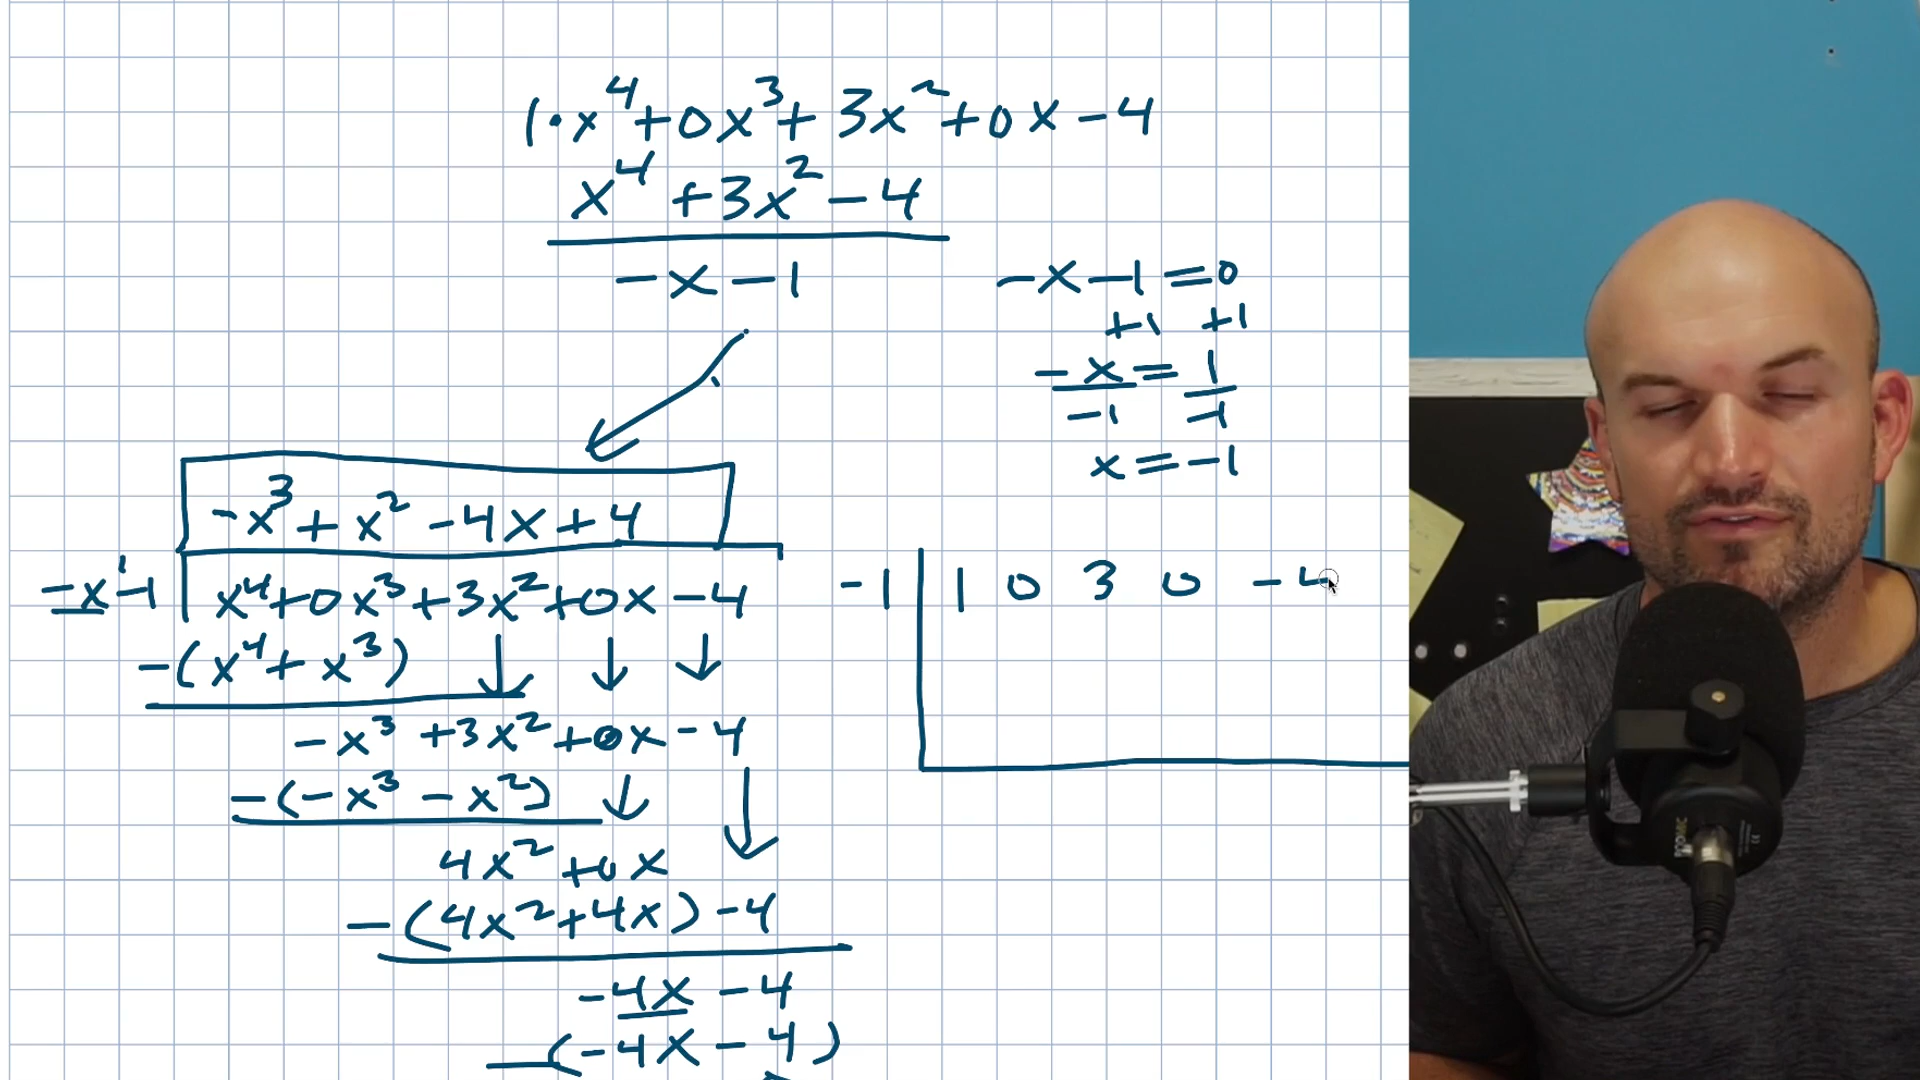 1·x⁴+0x³+3x²+0x-4
x⁴+3x²-4
-x-1
-x-1=0
+1 +1
-x=1
-1 -1
x=-1
-x³+x²-4x+4
-x-1 x⁴+0x³+3x²+0x-4
-(x⁴+x³)
-x³+3x²+0x-4
-(-x³-x²)
4x²+0x
-(4x²+4x)-4
-4x-4
-(-4x-4)
-1 1 0 3 0 -4